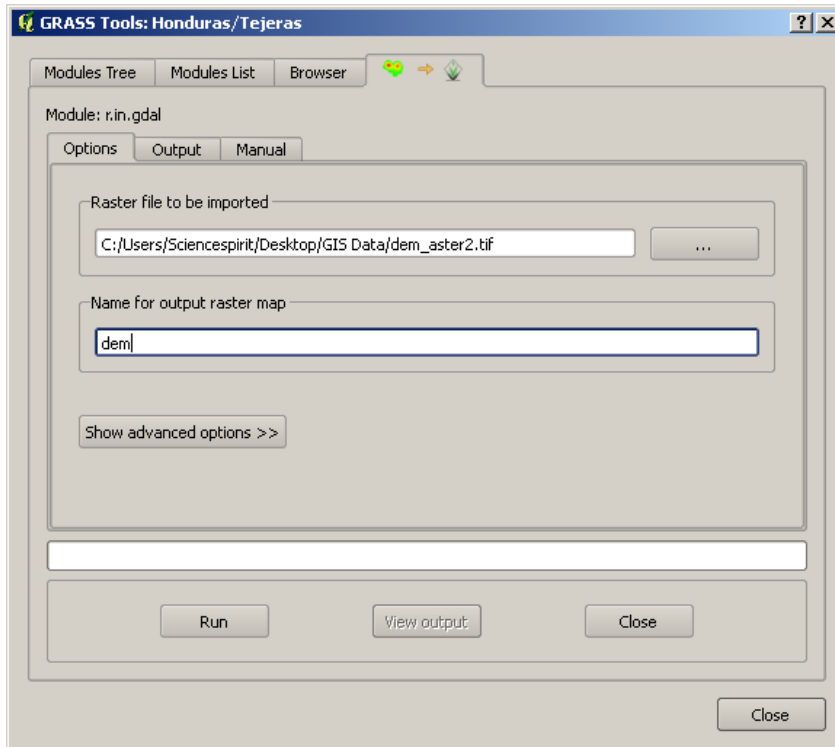 GRASS Tools: Honduras/Tejeras
? X
Modules Tree Modules List Browser
Module: r.in.gdal
Options Output Manual
Raster file to be imported
C:/Users/Sciencespirit/Desktop/GIS Data/dem_aster2.tif ...
Name for output raster map
dem
Show advanced options >>
Run View output Close
Close